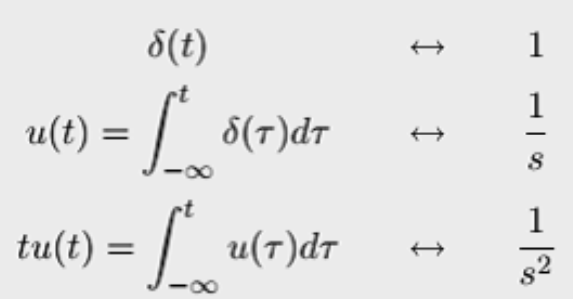 δ(t) ↔ 1
u(t) = ∫_{-∞}^{t} δ(τ)dτ ↔ 1/s
tu(t) = ∫_{-∞}^{t} u(τ)dτ ↔ 1/s²